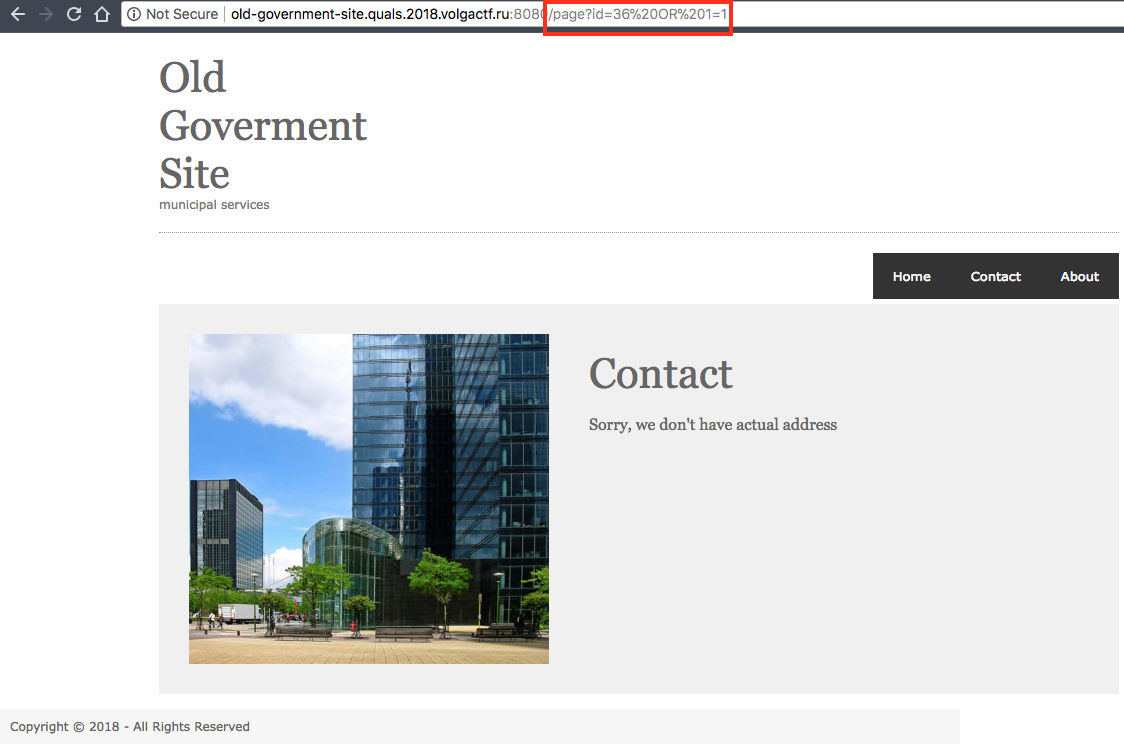 Not Secure old-government-site.quals.2018.volgactf.ru:8080/page?id=36%20OR%201=1
Old
Goverment
Site
municipal services
Home Contact About
Contact
Sorry, we don't have actual address
Copyright © 2018 - All Rights Reserved